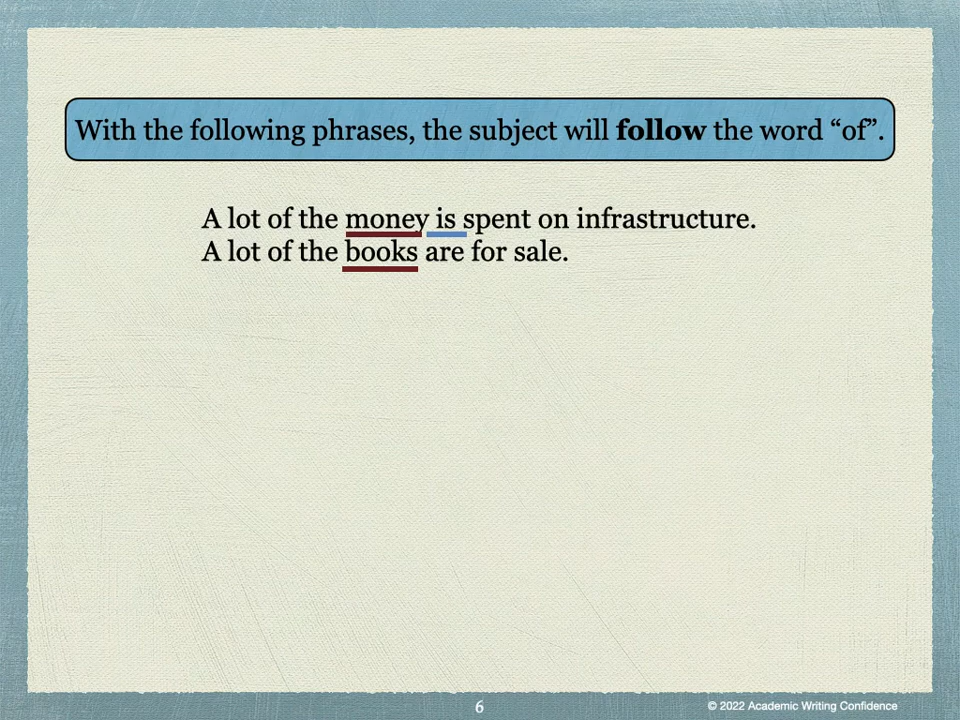 With the following phrases, the subject will follow the word “of”.
A lot of the money is spent on infrastructure.
A lot of the books are for sale.
6
© 2022 Academic Writing Confidence